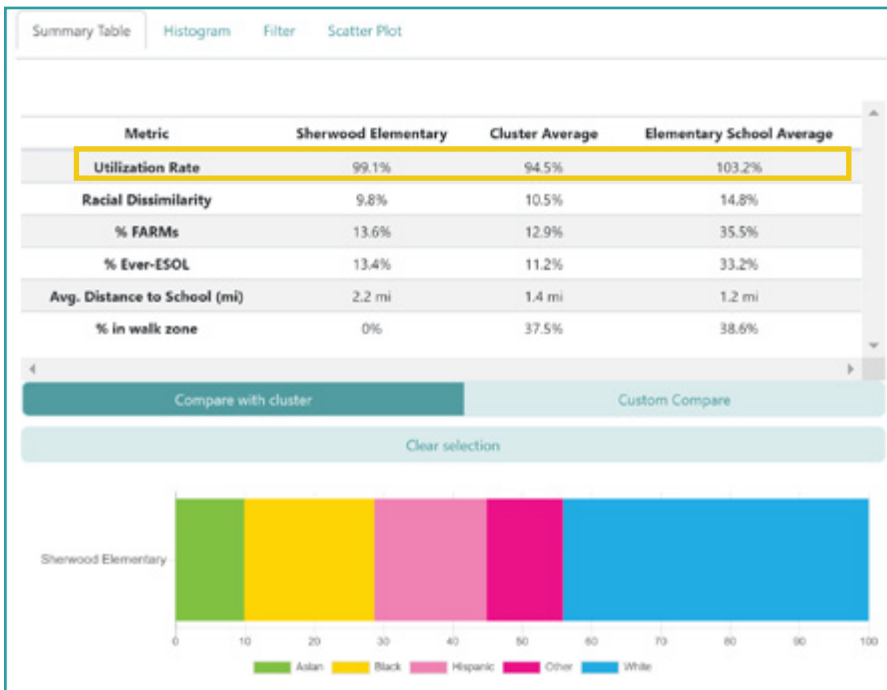 Summary Table Histogram Filter Scatter Plot
Metric Sherwood Elementary Cluster Average Elementary School Average
Utilization Rate 99.1% 94.5% 103.2%
Racial Dissimilarity 9.8% 10.5% 14.8%
% FARMs 13.6% 12.9% 35.5%
% Ever-ESOL 13.4% 11.2% 33.2%
Avg. Distance to School (mi) 2.2 mi 1.4 mi 1.2 mi
% in walk zone 0% 37.5% 38.6%
Compare with cluster Custom Compare
Clear selection
Sherwood Elementary
0 10 20 30 40 50 60 70 80 90 100
Asian Black Hispanic Other White